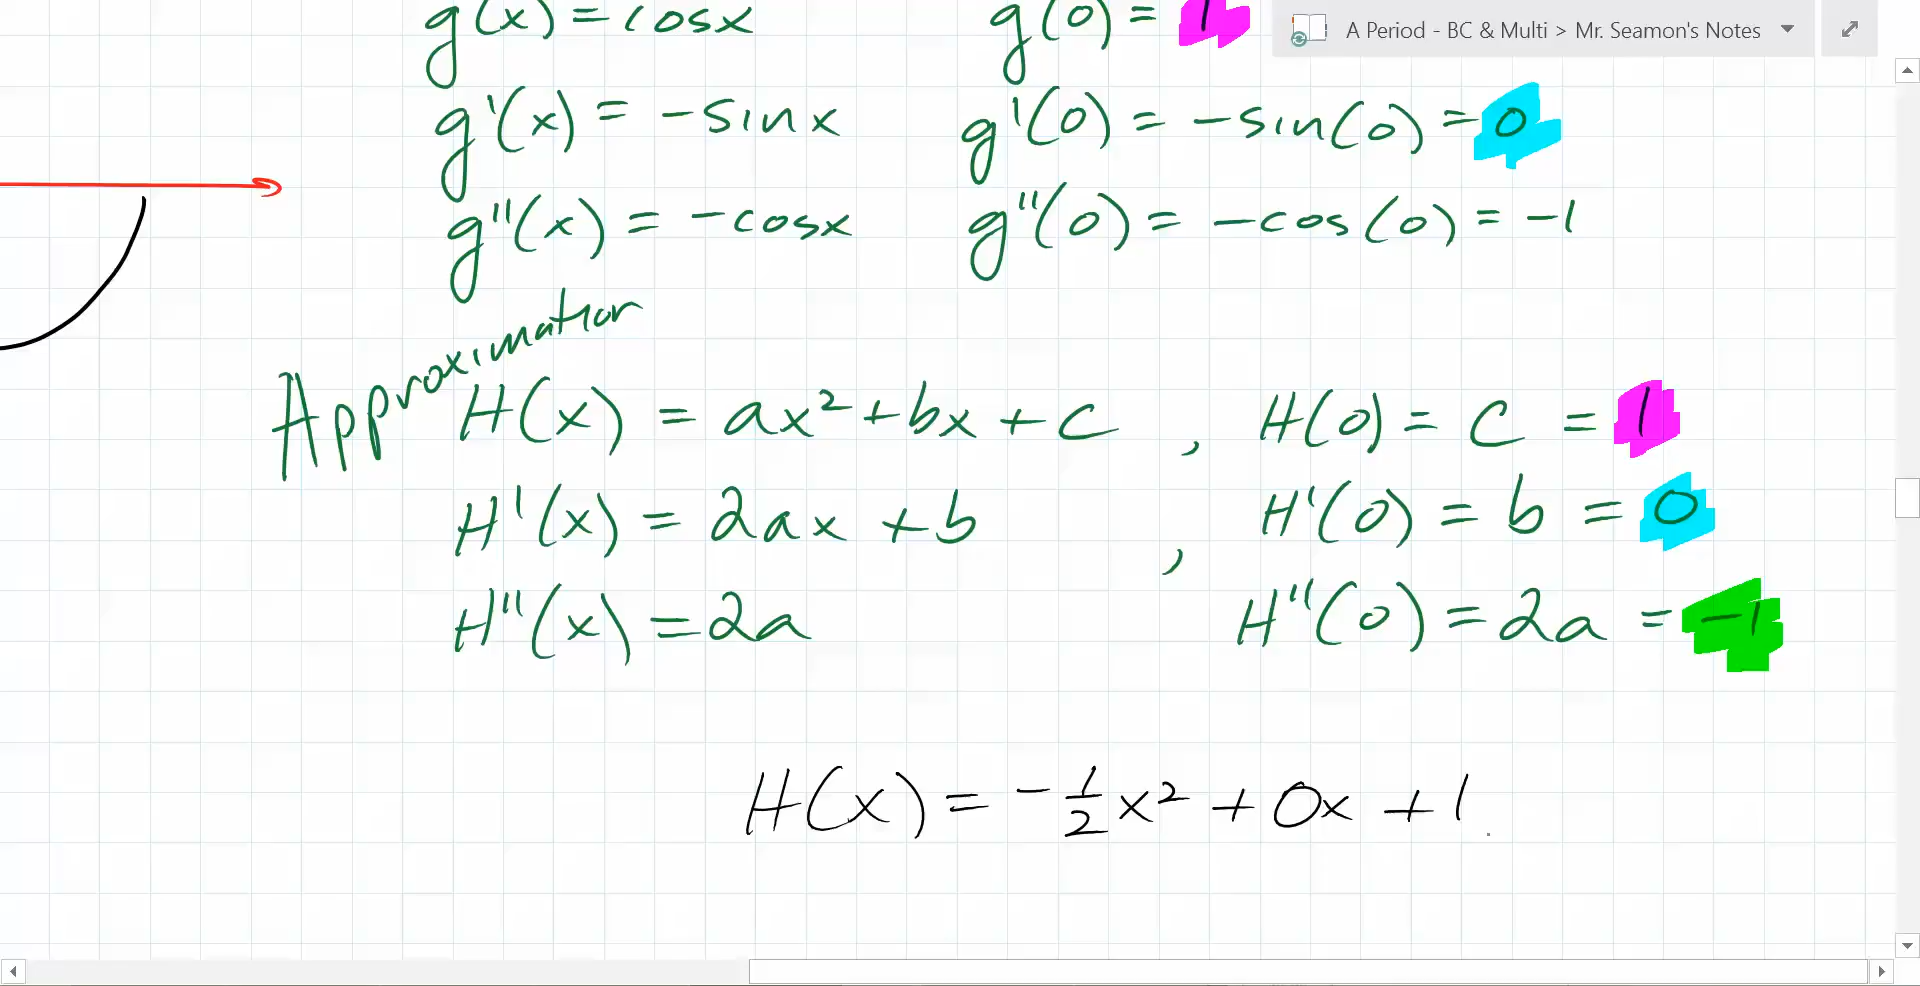 g(x) = cosx g(0) = 1
A Period - BC & Multi > Mr. Seamon's Notes
g'(x) = -sinx g'(0) = -sin(0) = 0
g''(x) = -cosx g''(0) = -cos(0) = -1
Approximation
H(x) = ax²+bx+c , H(0) = c = 1
H'(x) = 2ax +b , H'(0) = b = 0
H''(x) = 2a H''(0) = 2a = -1
H(x) = -½x² + 0x + 1